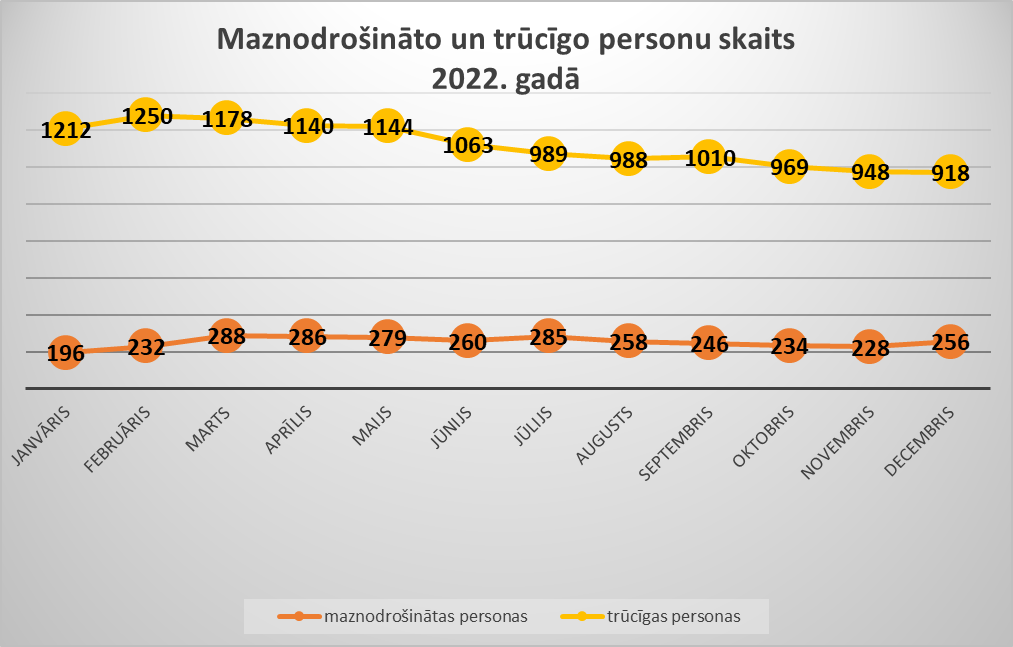 Maznodrošināto un trūcīgo personu skaits
2022. gadā
1212 1250 1178 1140 1144 1063 989 988 1010 969 948 918
196 232 288 286 279 260 285 258 246 234 228 256
JANVĀRIS FEBRUĀRIS MARTS APRĪLIS MAIJS JŪNIJS JŪLIJS AUGUSTS SEPTEMBRIS OKTOBRIS NOVEMBRIS DECEMBRIS
maznodrošinātas personas trūcīgas personas